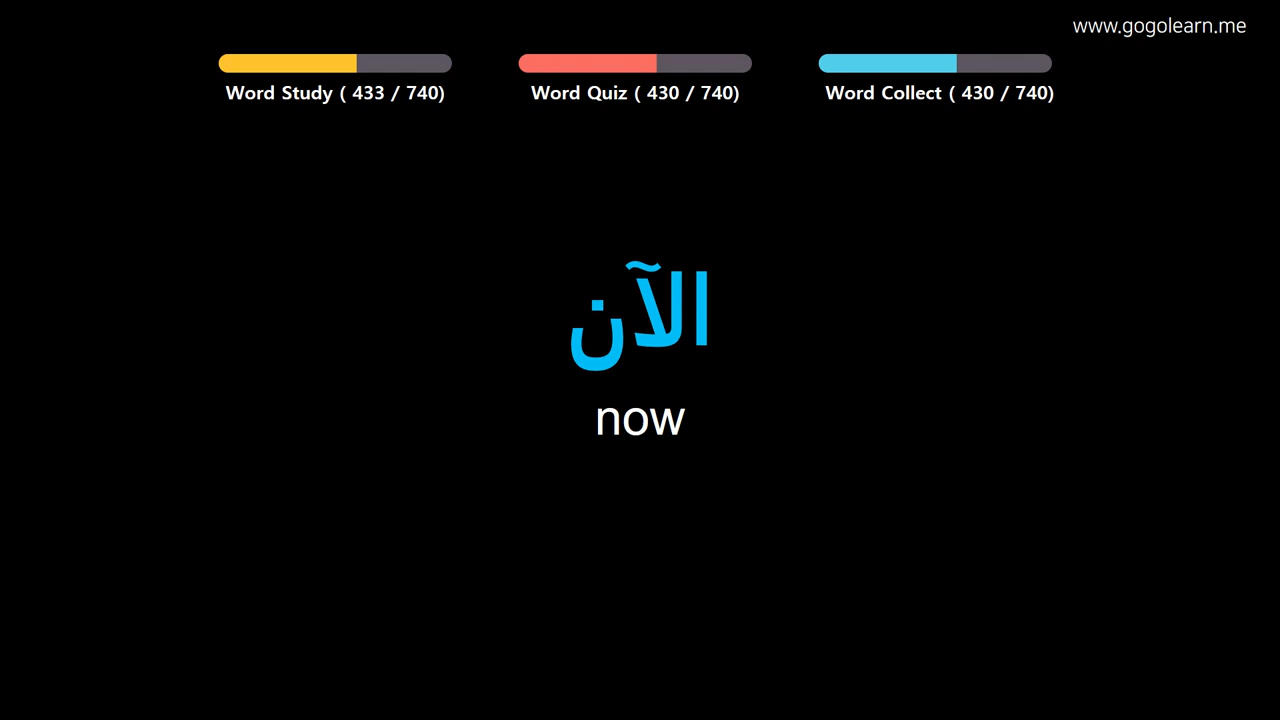 www.gogolearn.me
Word Study ( 433 / 740)
Word Quiz ( 430 / 740)
Word Collect ( 430 / 740)
الآن
now